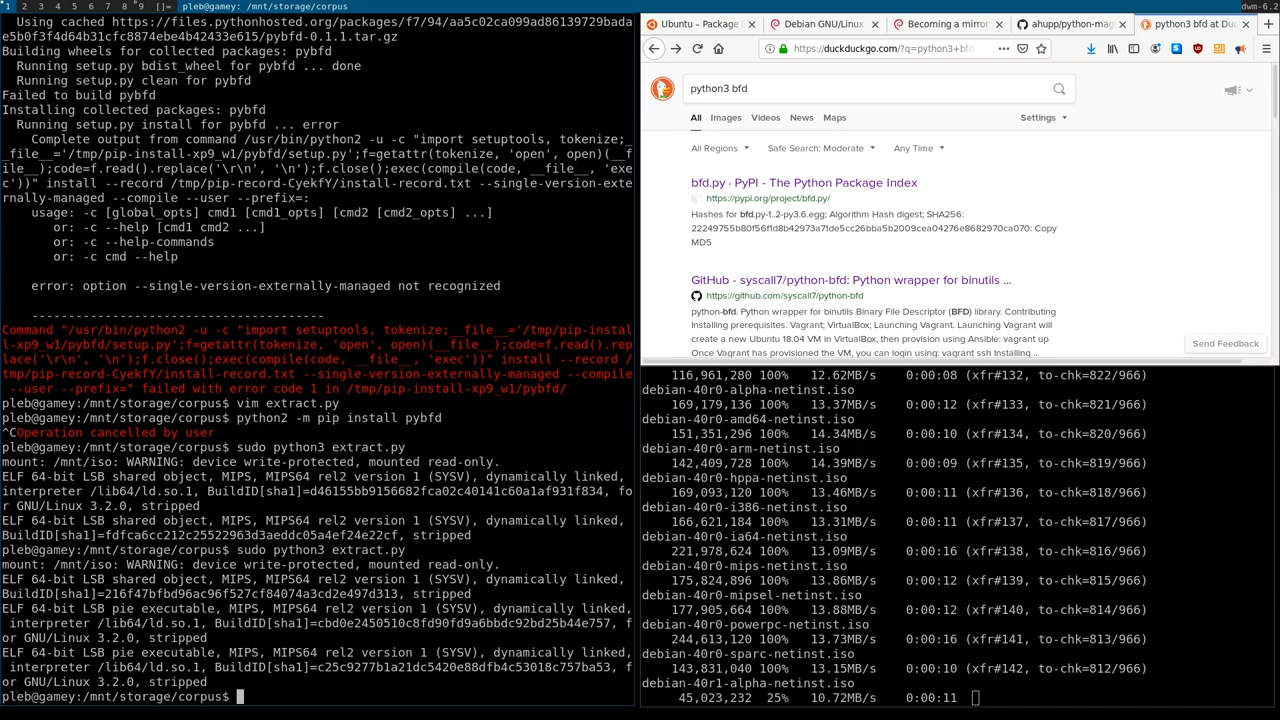 1 2 3 4 5 6 7 8 9 []= pleb@gamey: /mnt/storage/corpus dwm-6.2
Using cached https://files.pythonhosted.org/packages/f7/94/aa5c02ca099ad86139729bada
e5b0f3f4d64b31cfc8874ebe4b42433e615/pybfd-0.1.1.tar.gz
Building wheels for collected packages: pybfd
Running setup.py bdist_wheel for pybfd ... done
Running setup.py clean for pybfd
Failed to build pybfd
Installing collected packages: pybfd
Running setup.py install for pybfd ... error
Complete output from command /usr/bin/python2 -u -c "import setuptools, tokenize;_
_file__='/tmp/pip-install-xp9_w1/pybfd/setup.py';f=getattr(tokenize, 'open', open)(__f
ile__);code=f.read().replace('\r\n', '\n');f.close();exec(compile(code, __file__, 'exe
c'))" install --record /tmp/pip-record-CyekfY/install-record.txt --single-version-exte
rnally-managed --compile --user --prefix=:
usage: -c [global_opts] cmd1 [cmd1_opts] [cmd2 [cmd2_opts] ...]
or: -c --help [cmd1 cmd2 ...]
or: -c --help-commands
or: -c cmd --help
error: option --single-version-externally-managed not recognized
----------------------------------------
Command "/usr/bin/python2 -u -c "import setuptools, tokenize;__file__='/tmp/pip-instal
l-xp9_w1/pybfd/setup.py';f=getattr(tokenize, 'open', open)(__file__);code=f.read().rep
lace('\r\n', '\n');f.close();exec(compile(code, __file__, 'exec'))" install --record /
tmp/pip-record-CyekfY/install-record.txt --single-version-externally-managed --compile
--user --prefix=" failed with error code 1 in /tmp/pip-install-xp9_w1/pybfd/
pleb@gamey:/mnt/storage/corpus$ vim extract.py
pleb@gamey:/mnt/storage/corpus$ python2 -m pip install pybfd
^COperation cancelled by user
pleb@gamey:/mnt/storage/corpus$ sudo python3 extract.py
mount: /mnt/iso: WARNING: device write-protected, mounted read-only.
ELF 64-bit LSB shared object, MIPS, MIPS64 rel2 version 1 (SYSV), dynamically linked,
interpreter /lib64/ld.so.1, BuildID[sha1]=d46155bb9156682fca02c40141c60a1af931f834, fo
r GNU/Linux 3.2.0, stripped
ELF 64-bit LSB shared object, MIPS, MIPS64 rel2 version 1 (SYSV), dynamically linked,
BuildID[sha1]=fdfca6cc212c25522963d3aeddc05a4ef24e22cf, stripped
pleb@gamey:/mnt/storage/corpus$ sudo python3 extract.py
mount: /mnt/iso: WARNING: device write-protected, mounted read-only.
ELF 64-bit LSB shared object, MIPS, MIPS64 rel2 version 1 (SYSV), dynamically linked,
BuildID[sha1]=216f47bfbd96ac96f527cf84074a3cd2e497d313, stripped
ELF 64-bit LSB pie executable, MIPS, MIPS64 rel2 version 1 (SYSV), dynamically linked,
interpreter /lib64/ld.so.1, BuildID[sha1]=cbd0e2450510c8fd90fd9a6bbdc92bd25b44e757, f
or GNU/Linux 3.2.0, stripped
ELF 64-bit LSB pie executable, MIPS, MIPS64 rel2 version 1 (SYSV), dynamically linked,
interpreter /lib64/ld.so.1, BuildID[sha1]=c25c9277b1a21dc5420e88dfb4c53018c757ba53, f
or GNU/Linux 3.2.0, stripped
pleb@gamey:/mnt/storage/corpus$
Ubuntu – Package Debian GNU/Linux Becoming a mirror ahupp/python-mag python3 bfd at Du
https://duckduckgo.com/?q=python3+bfd
python3 bfd
All Images Videos News Maps Settings
All Regions Safe Search: Moderate Any Time
bfd.py · PyPI - The Python Package Index
https://pypi.org/project/bfd.py/
Hashes for bfd.py-1..2-py3.6.egg; Algorithm Hash digest; SHA256:
22249755b80f56f1d8b42973a71de5cc26bba5b2009cea04276e8682970ca070: Copy
MD5
GitHub - syscall7/python-bfd: Python wrapper for binutils ...
https://github.com/syscall7/python-bfd
python-bfd. Python wrapper for binutils Binary File Descriptor (BFD) library. Contributing
Installing prerequisites. Vagrant; VirtualBox; Launching Vagrant. Launching Vagrant will
create a new Ubuntu 18.04 VM in VirtualBox, then provision using Ansible: vagrant up
Once Vagrant has provisioned the VM, you can login using: vagrant ssh Installing ...
Send Feedback
116,961,280 100% 12.62MB/s 0:00:08 (xfr#132, to-chk=822/966)
debian-40r0-alpha-netinst.iso
169,179,136 100% 13.37MB/s 0:00:12 (xfr#133, to-chk=821/966)
debian-40r0-amd64-netinst.iso
151,351,296 100% 14.34MB/s 0:00:10 (xfr#134, to-chk=820/966)
debian-40r0-arm-netinst.iso
142,409,728 100% 14.39MB/s 0:00:09 (xfr#135, to-chk=819/966)
debian-40r0-hppa-netinst.iso
169,093,120 100% 13.46MB/s 0:00:11 (xfr#136, to-chk=818/966)
debian-40r0-i386-netinst.iso
166,621,184 100% 13.31MB/s 0:00:11 (xfr#137, to-chk=817/966)
debian-40r0-ia64-netinst.iso
221,978,624 100% 13.09MB/s 0:00:16 (xfr#138, to-chk=816/966)
debian-40r0-mips-netinst.iso
175,824,896 100% 13.86MB/s 0:00:12 (xfr#139, to-chk=815/966)
debian-40r0-mipsel-netinst.iso
177,905,664 100% 13.88MB/s 0:00:12 (xfr#140, to-chk=814/966)
debian-40r0-powerpc-netinst.iso
244,613,120 100% 13.73MB/s 0:00:16 (xfr#141, to-chk=813/966)
debian-40r0-sparc-netinst.iso
143,831,040 100% 13.15MB/s 0:00:10 (xfr#142, to-chk=812/966)
debian-40r1-alpha-netinst.iso
45,023,232 25% 10.72MB/s 0:00:11